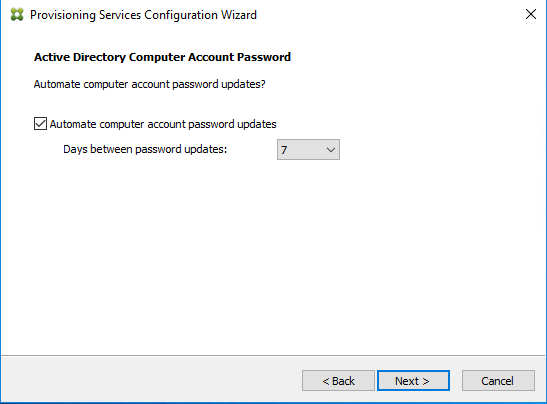 Provisioning Services Configuration Wizard
Active Directory Computer Account Password
Automate computer account password updates?
Automate computer account password updates
Days between password updates: 7
< Back Next > Cancel